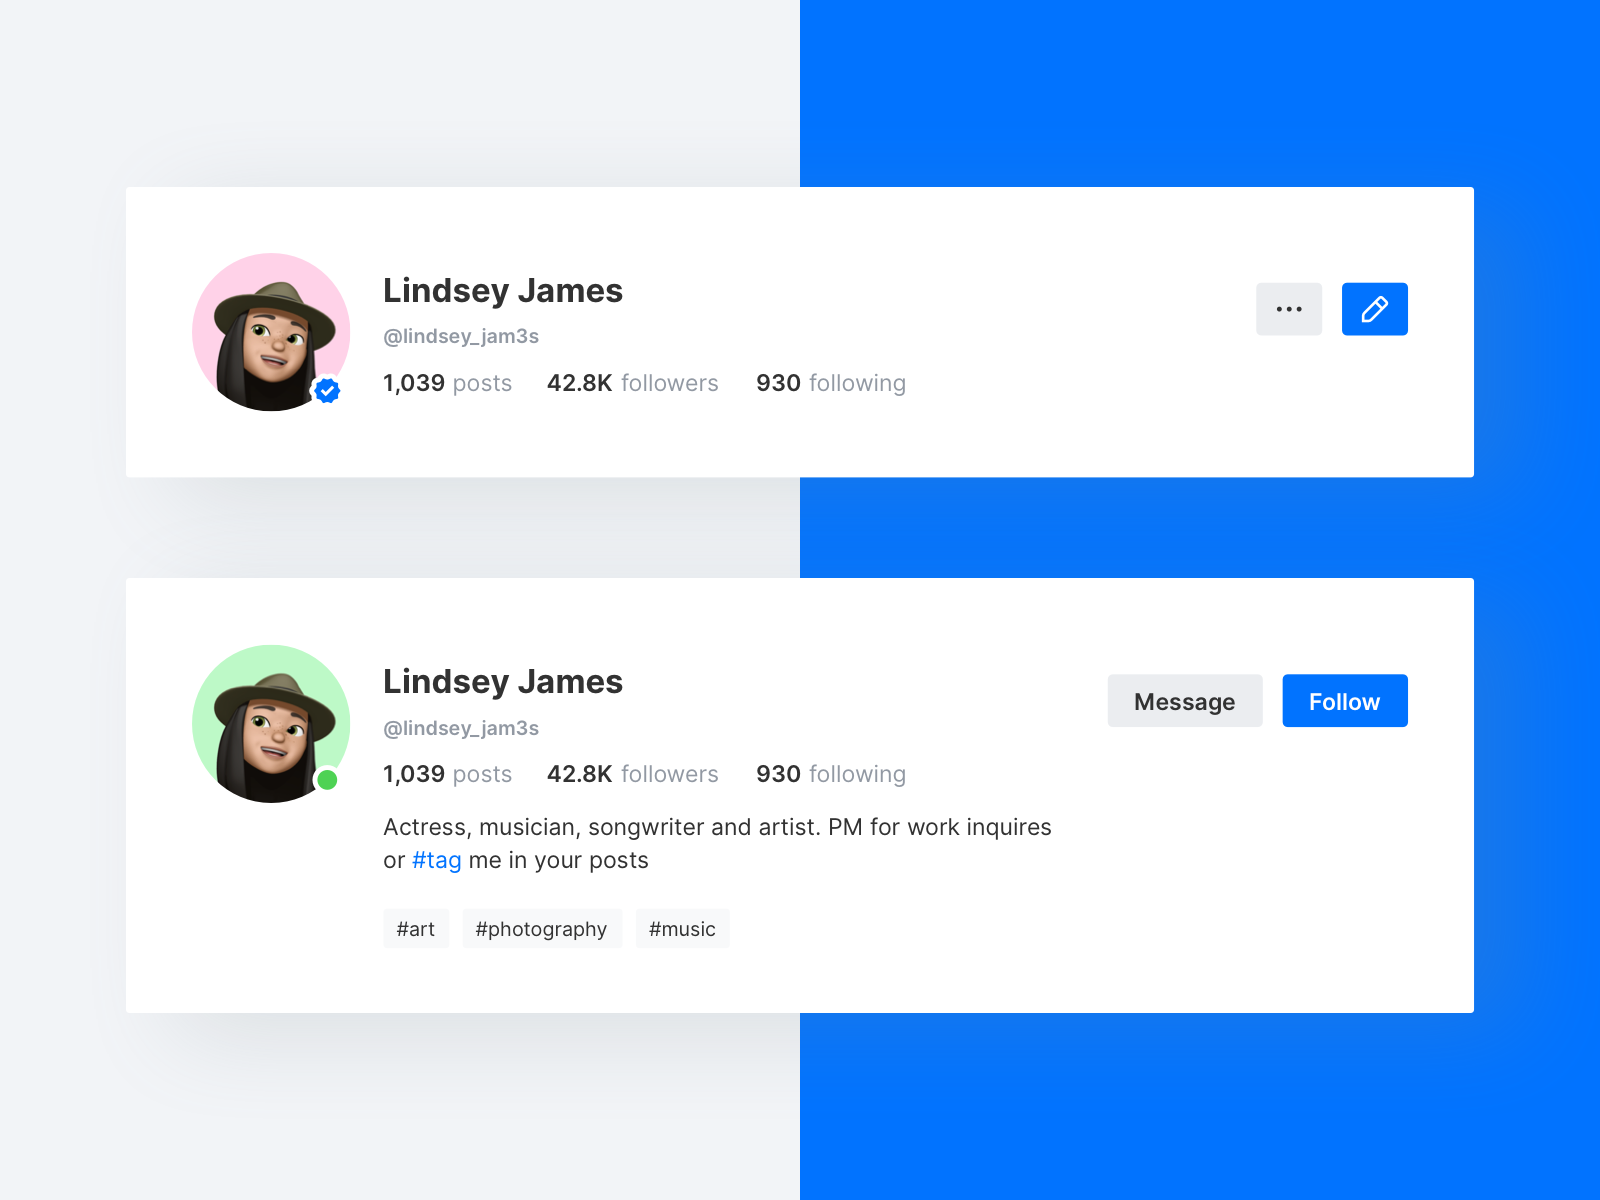 Lindsey James
@lindsey_jam3s
1,039 posts 42.8K followers 930 following
Lindsey James
Message Follow
@lindsey_jam3s
1,039 posts 42.8K followers 930 following
Actress, musician, songwriter and artist. PM for work inquires
or #tag me in your posts
#art #photography #music